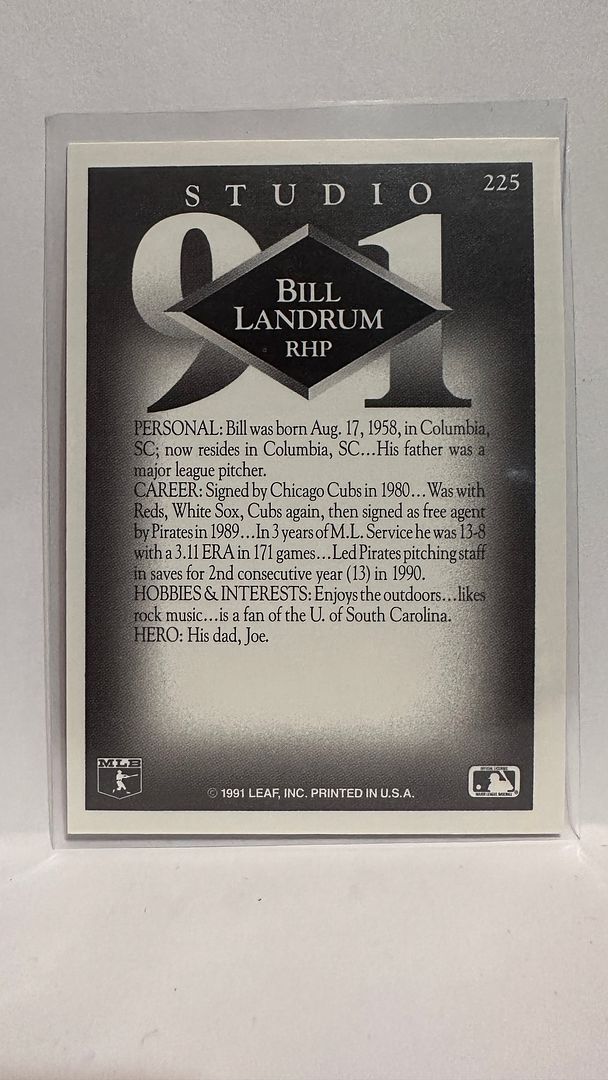 STUDIO
225
91
BILL
LANDRUM
RHP
PERSONAL: Bill was born Aug. 17, 1958, in Columbia,
SC; now resides in Columbia, SC...His father was a
major league pitcher.
CAREER: Signed by Chicago Cubs in 1980...Was with
Reds, White Sox, Cubs again, then signed as free agent
by Pirates in 1989...In 3 years of M.L. Service he was 13-8
with a 3.11 ERA in 171 games...Led Pirates pitching staff
in saves for 2nd consecutive year (13) in 1990.
HOBBIES & INTERESTS: Enjoys the outdoors...likes
rock music...is a fan of the U. of South Carolina.
HERO: His dad, Joe.
MLB
© 1991 LEAF, INC. PRINTED IN U.S.A.
OFFICIAL LICENSEE
MAJOR LEAGUE BASEBALL